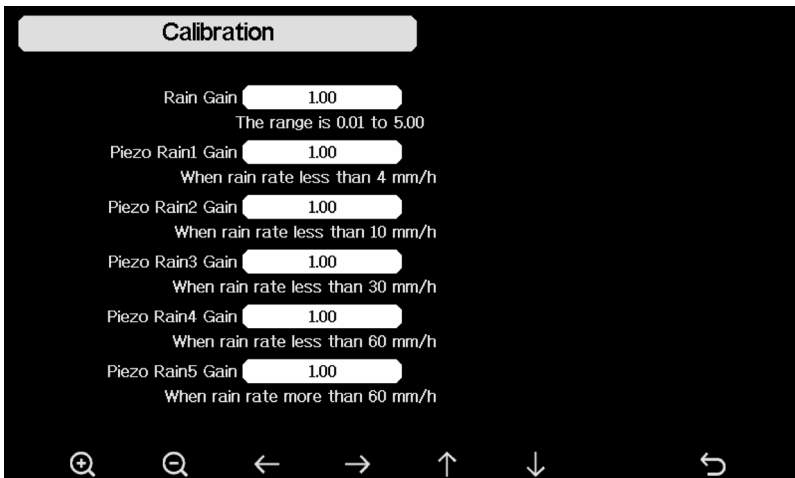 Calibration
Rain Gain 1.00
The range is 0.01 to 5.00
Piezo Rain1 Gain 1.00
When rain rate less than 4 mm/h
Piezo Rain2 Gain 1.00
When rain rate less than 10 mm/h
Piezo Rain3 Gain 1.00
When rain rate less than 30 mm/h
Piezo Rain4 Gain 1.00
When rain rate less than 60 mm/h
Piezo Rain5 Gain 1.00
When rain rate more than 60 mm/h